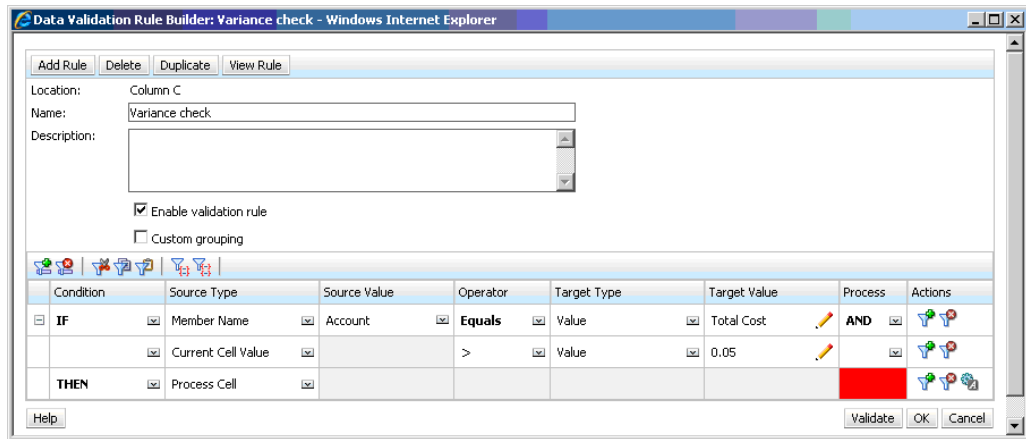 Data Validation Rule Builder: Variance check - Windows Internet Explorer
Add Rule Delete Duplicate View Rule
Location: Column C
Name: Variance check
Description:
Enable validation rule
Custom grouping
Condition Source Type Source Value Operator Target Type Target Value Process Actions
IF Member Name Account Equals Value Total Cost AND
Current Cell Value > Value 0.05
THEN Process Cell
Help Validate OK Cancel